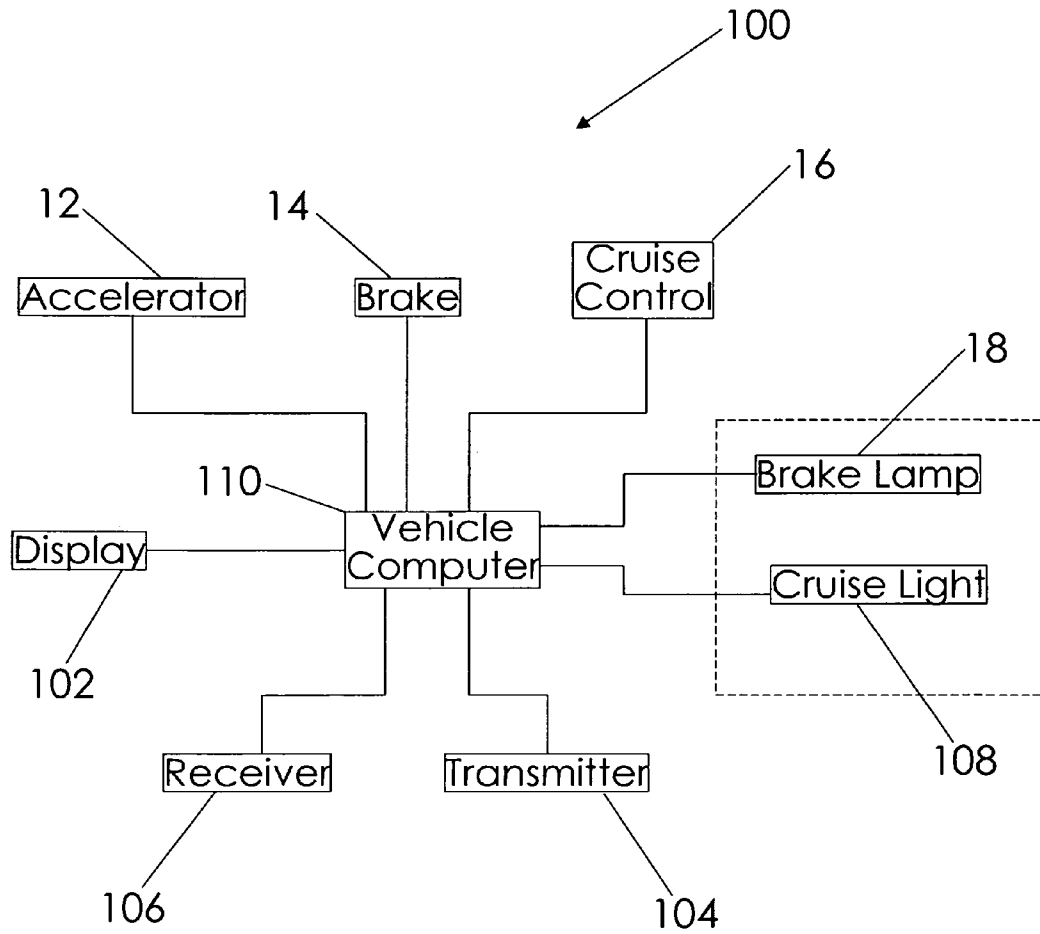 100
16
12
14
Cruise
Control
Accelerator
Brake
18
Brake Lamp
110
Vehicle
Computer
Display
Cruise Light
102
108
Receiver
Transmitter
106
104